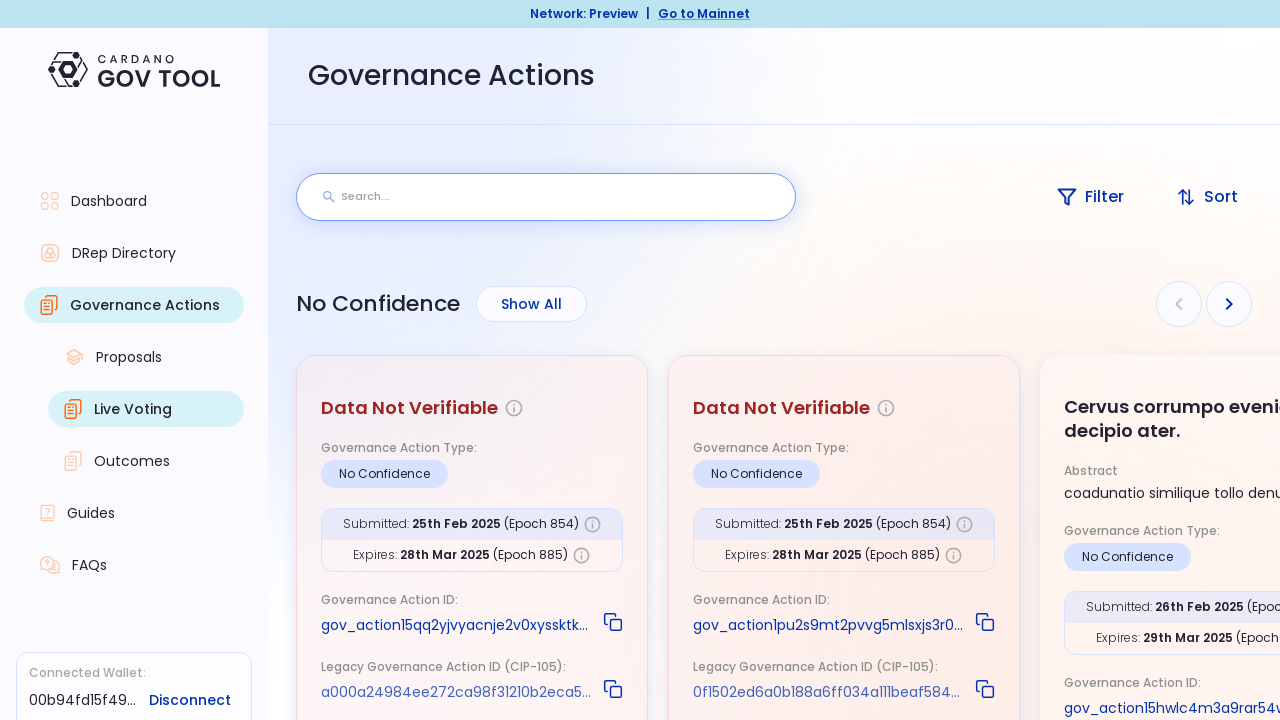 Network: Preview | Go to Mainnet
CARDANO
GOV TOOL
Governance Actions
Dashboard
DRep Directory
Governance Actions
Proposals
Live Voting
Outcomes
Guides
FAQs
Connected Wallet:
00b94fd15f49... Disconnect
Search...
Filter
Sort
No Confidence
Show All
Data Not Verifiable
Governance Action Type:
No Confidence
Submitted: 25th Feb 2025 (Epoch 854)
Expires: 28th Mar 2025 (Epoch 885)
Governance Action ID:
gov_action15qq2yjvyacnje2v0xyssktk...
Legacy Governance Action ID (CIP-105):
a000a24984ee272ca98f31210b2eca5...
Data Not Verifiable
Governance Action Type:
No Confidence
Submitted: 25th Feb 2025 (Epoch 854)
Expires: 28th Mar 2025 (Epoch 885)
Governance Action ID:
gov_action1pu2s9mt2pvvg5mlsxjs3r0...
Legacy Governance Action ID (CIP-105):
0f1502ed6a0b188a6ff034a111beaf584...
Cervus corrumpo eveni
decipio ater.
Abstract
coadunatio similique tollo denu
Governance Action Type:
No Confidence
Submitted: 26th Feb 2025 (Epoc
Expires: 29th Mar 2025 (Epoch
Governance Action ID:
gov_action15hwlc4m3a9rar54v